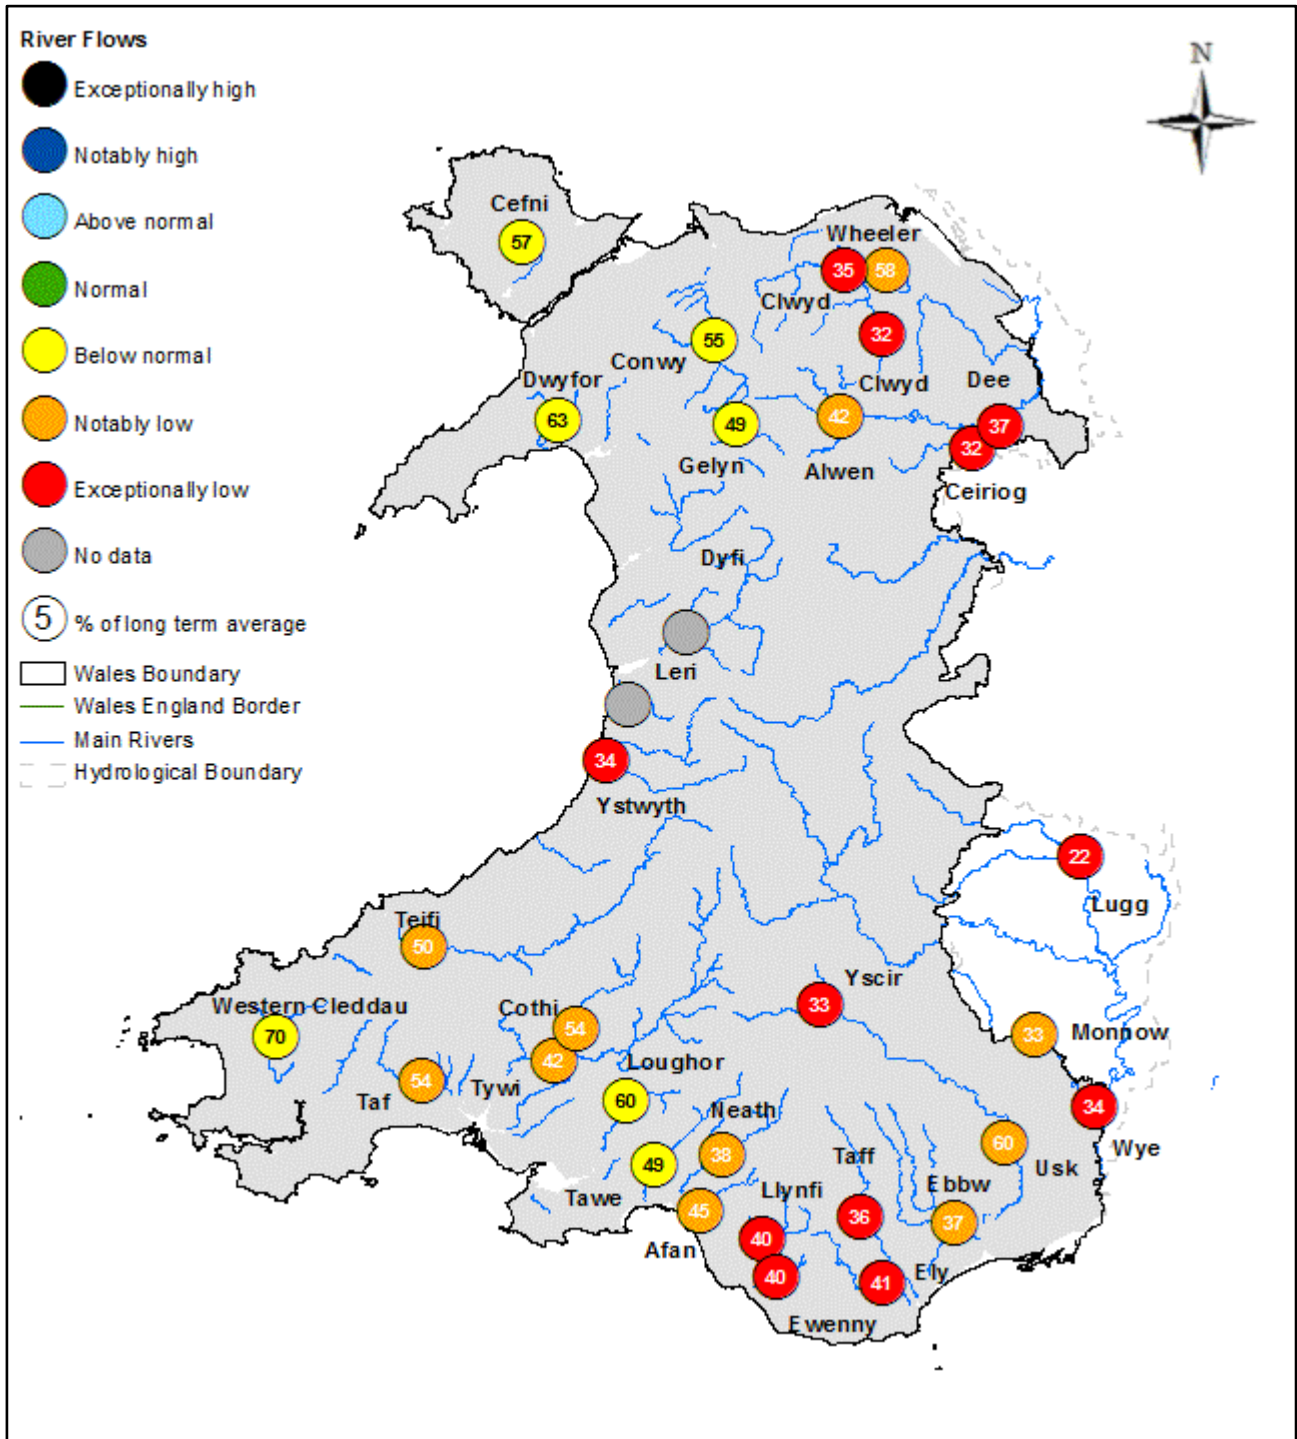 River Flows
Exceptionally high
Notably high
Above normal
Normal
Below normal
Notably low
Exceptionally low
No data
5 % of long term average
Wales Boundary
Wales England Border
Main Rivers
Hydrological Boundary
N
Cefni
57
Wheeler
35
58
Clwyd
32
Clwyd
55
Conwy
Dee
Dwyfor
63
49
Gelyn
42
Alwen
37
32
Ceiriog
Dyfi
Leri
34
Ystwyth
22
Lugg
Teifi
50
Western Cleddau
70
Cothi
54
42
Tywi
Taf
54
Yscir
33
33
Monnow
Loughor
60
Neath
38
34
Wye
60
Usk
49
Tawe
45
Afan
Llynfi
40
40
Ewenny
Taff
36
Ebbw
37
41
Ely